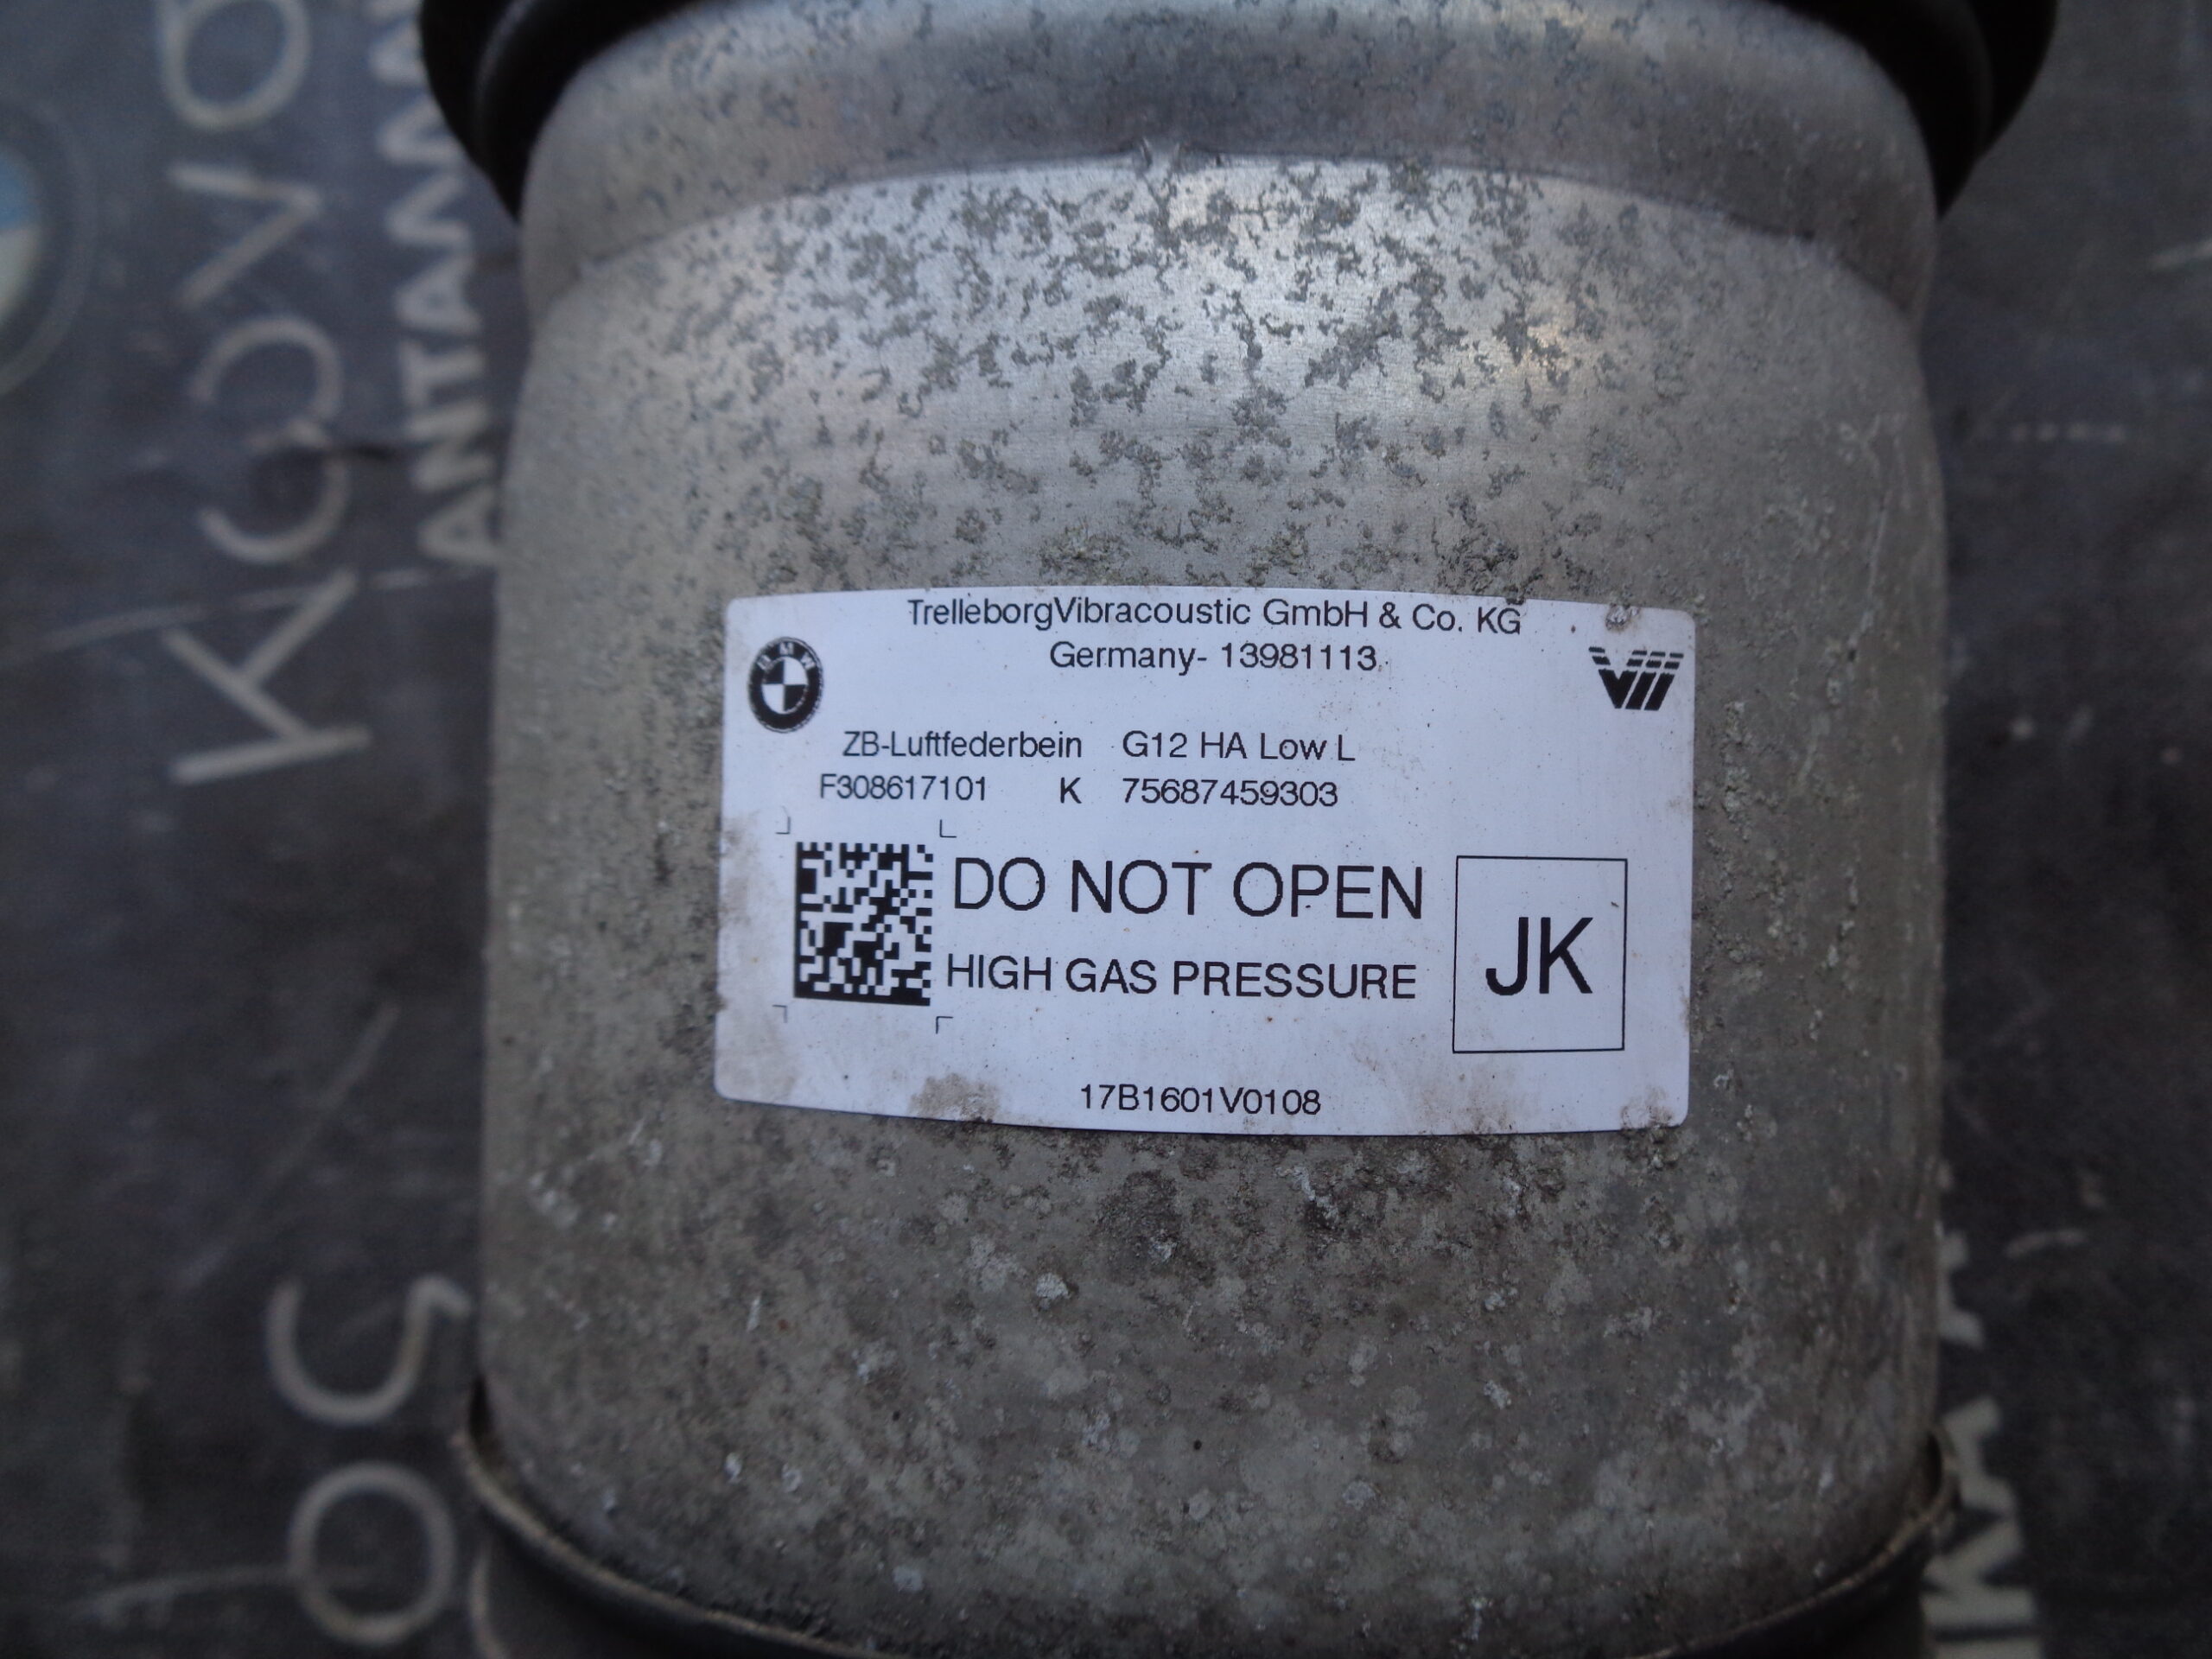 TrelleborgVibracoustic GmbH & Co. KG
Germany- 13981113
BMW
ZB-Luftfederbein G12 HA Low L
F308617101 K 75687459303
DO NOT OPEN
HIGH GAS PRESSURE
JK
17B1601V0108